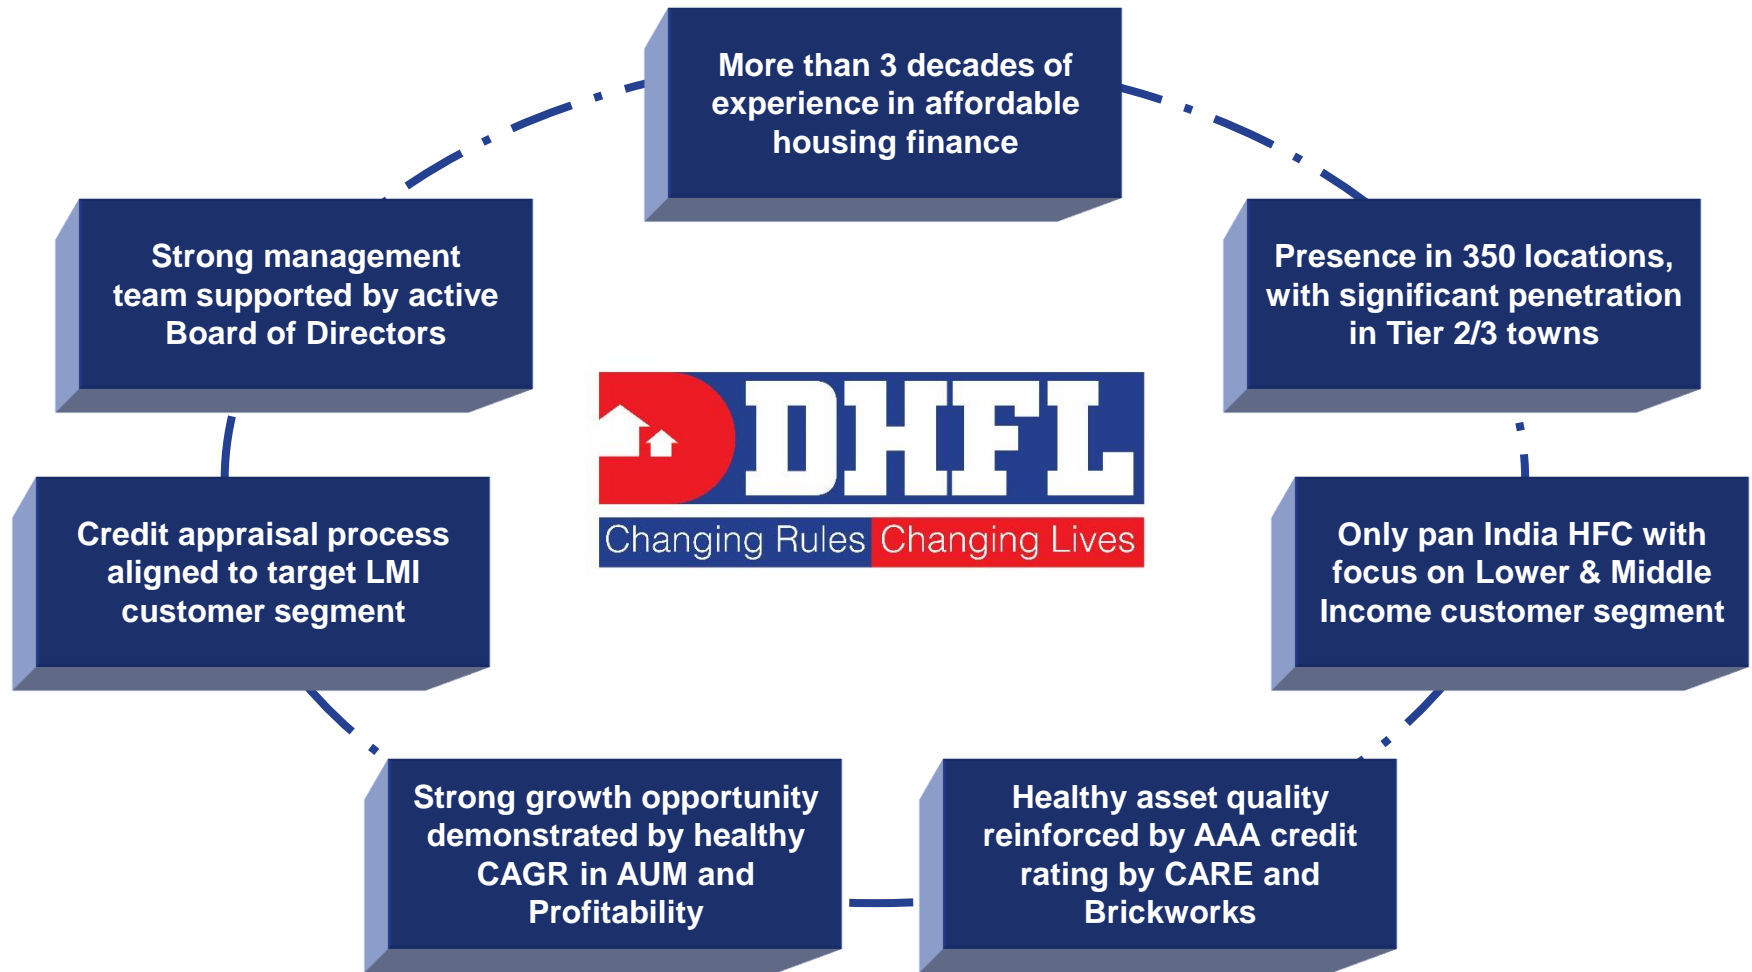 More than 3 decades of
experience in affordable
housing finance
Strong management
team supported by active
Board of Directors
Presence in 350 locations,
with significant penetration
in Tier 2/3 towns
DHFL
Changing Rules Changing Lives
Credit appraisal process
aligned to target LMI
customer segment
Only pan India HFC with
focus on Lower & Middle
Income customer segment
Strong growth opportunity
demonstrated by healthy
CAGR in AUM and
Profitability
Healthy asset quality
reinforced by AAA credit
rating by CARE and
Brickworks